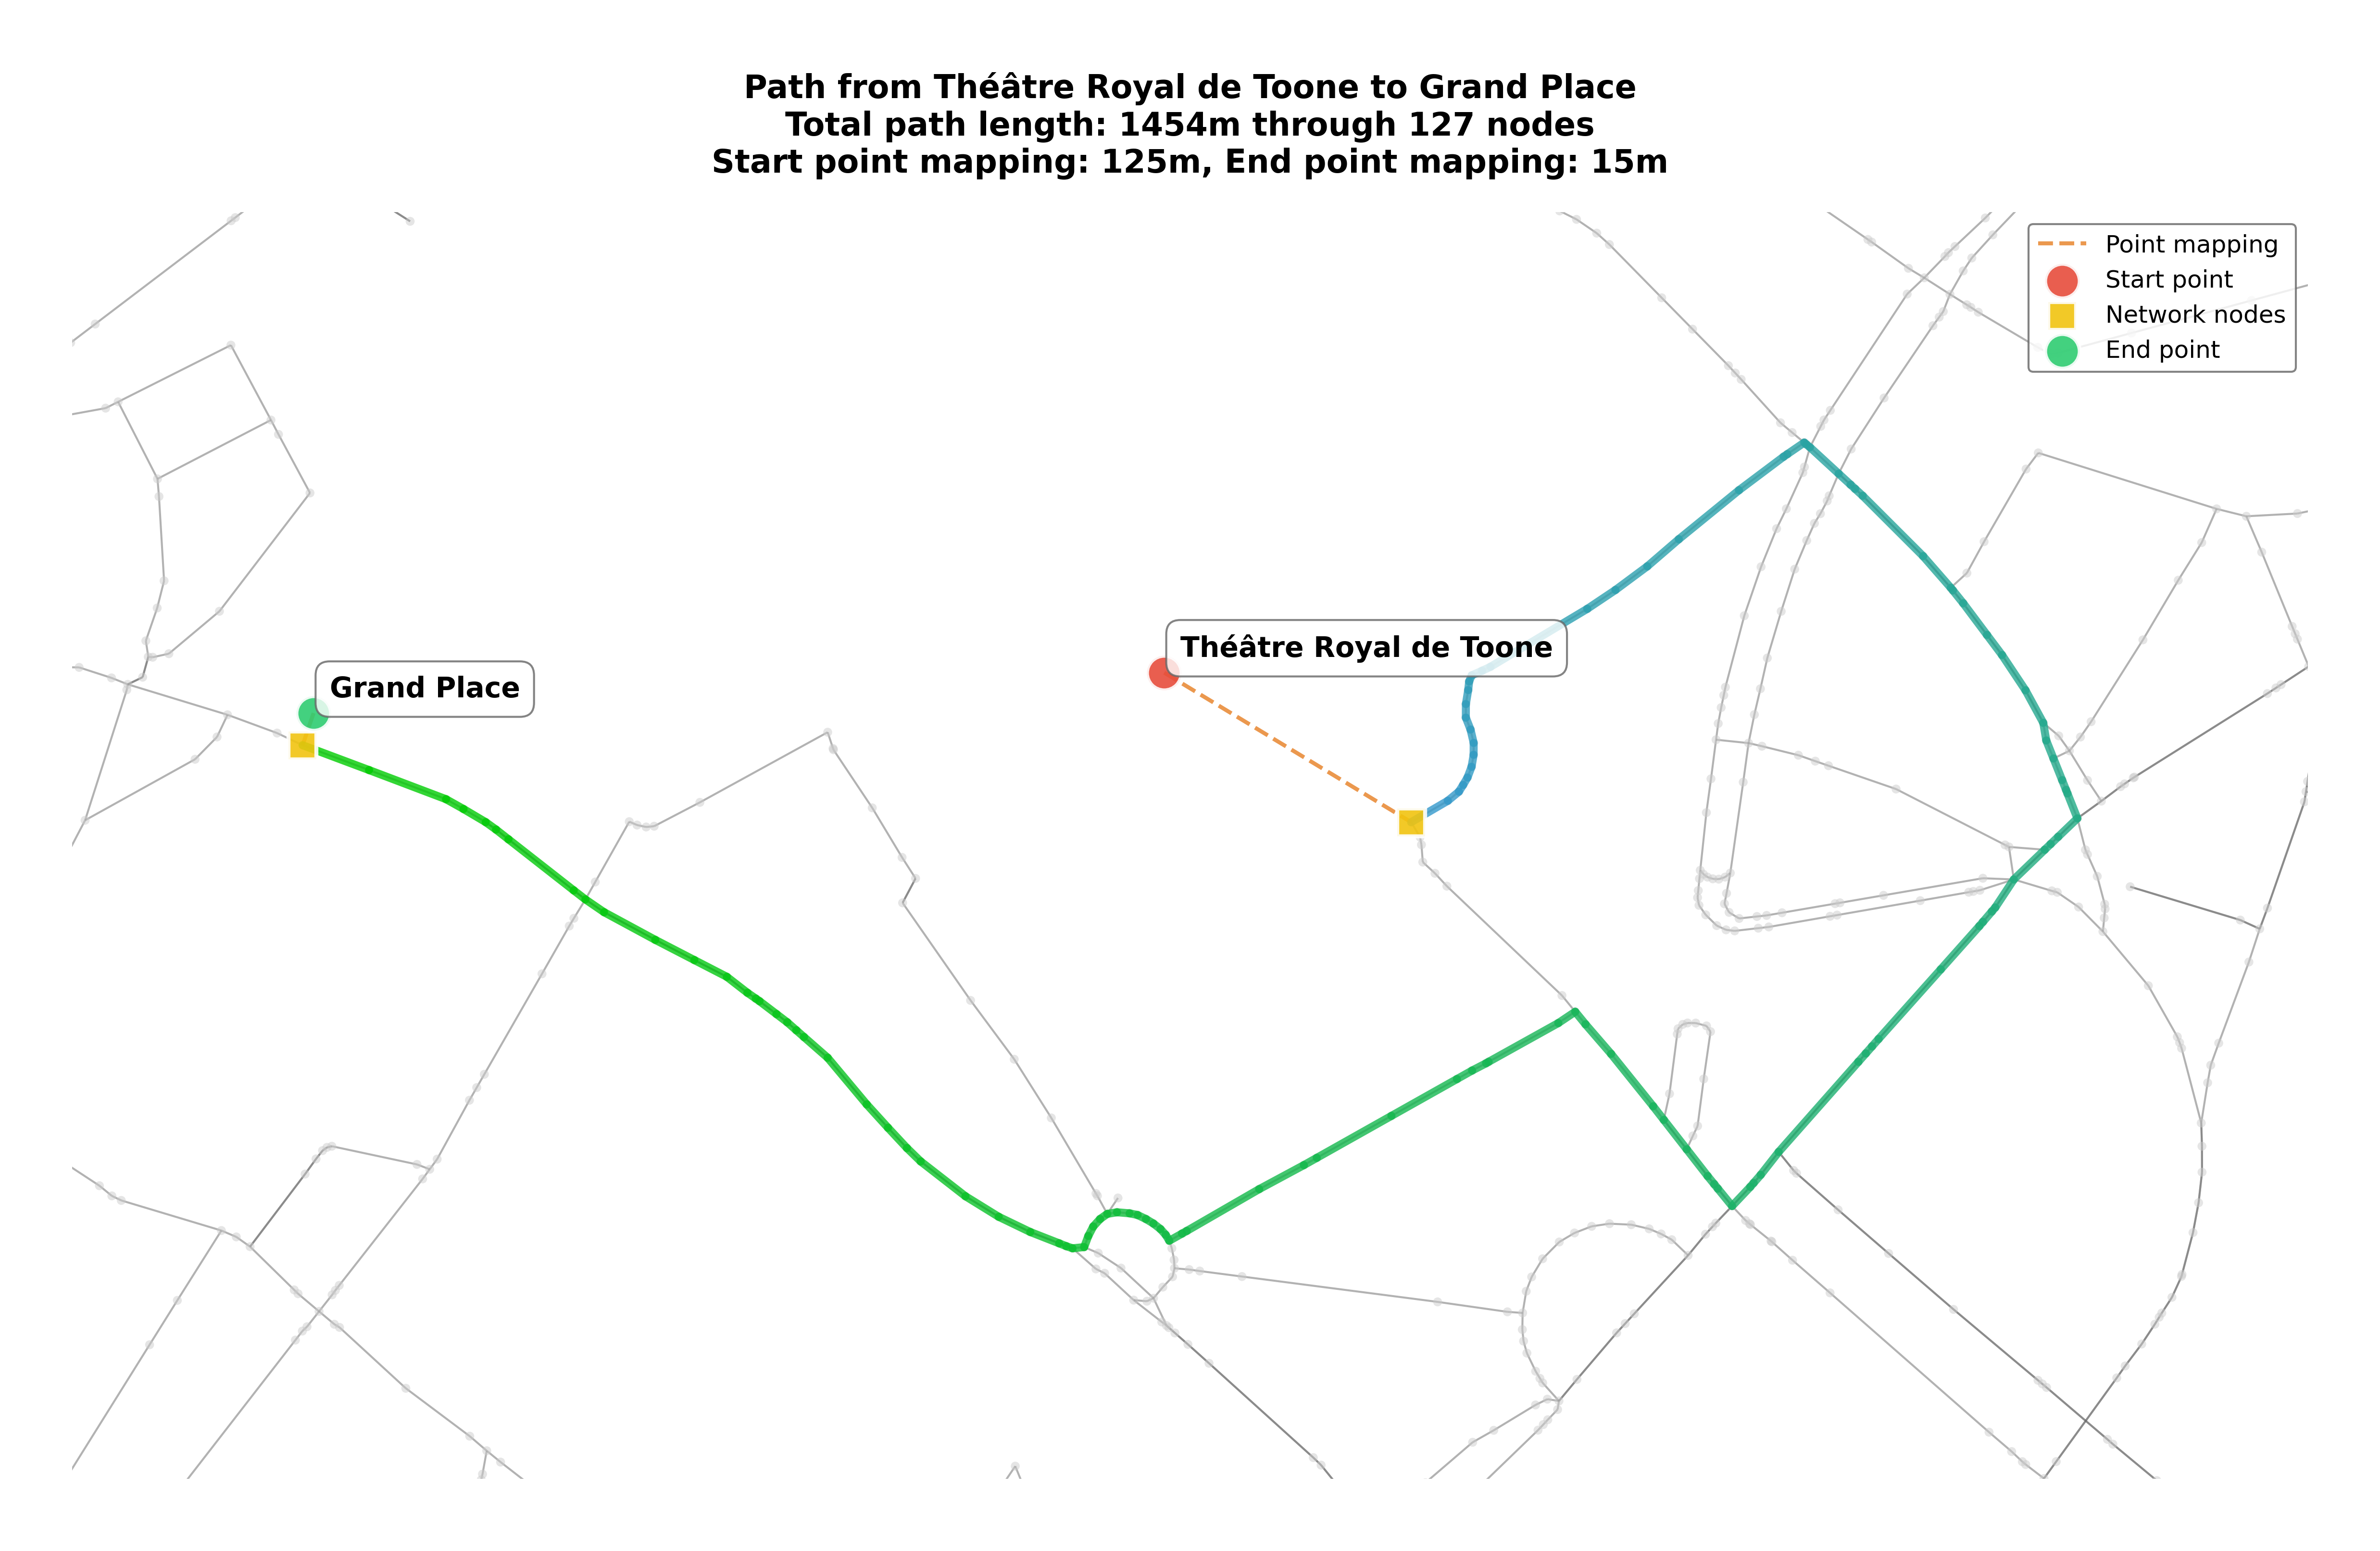 Path from Théâtre Royal de Toone to Grand Place
Total path length: 1454m through 127 nodes
Start point mapping: 125m, End point mapping: 15m
Point mapping
Start point
Network nodes
End point
Théâtre Royal de Toone
Grand Place